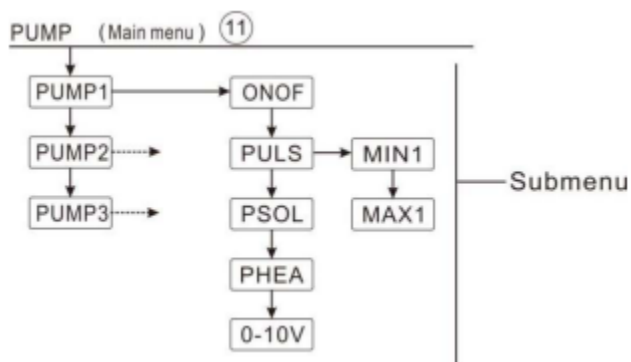 PUMP (Main menu) 11
PUMP1 ONOF
PUMP2 PULS MIN1
Submenu
PUMP3 PSOL MAX1
PHEA
0-10V